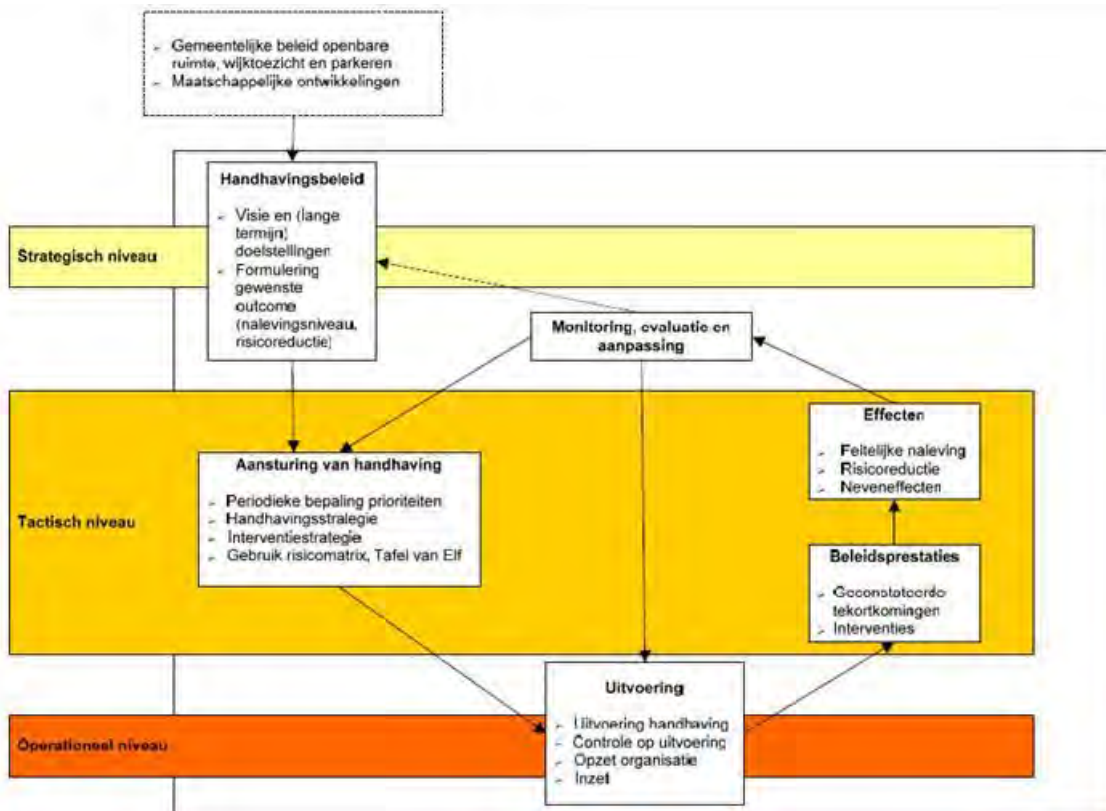 Gemeentelijke beleid openbare
ruimte, wijktoezicht en parkeren
Maatschappelijke ontwikkelingen
Handhavingsbeleid
Visie en (lange
termijn)
doelstellingen
Formulering
gewenste
outcome
(nalevingsniveau,
risicoreductie)
Strategisch niveau
Monitoring, evaluatie en
aanpassing
Effecten
Feitelijke naleving
Risicoreductie
Neveneffecten
Aansturing van handhaving
Periodieke bepaling prioriteiten
Handhavingsstrategie
Interventiestrategie
Gebruik risicomatrix, Tafel van Elf
Tactisch niveau
Beleidsprestaties
Geconstateerde
tekortkomingen
Interventies
Uitvoering
Uitvoering handhaving
Controle op uitvoering
Opzet organisatie
Inzet
Operationeel niveau